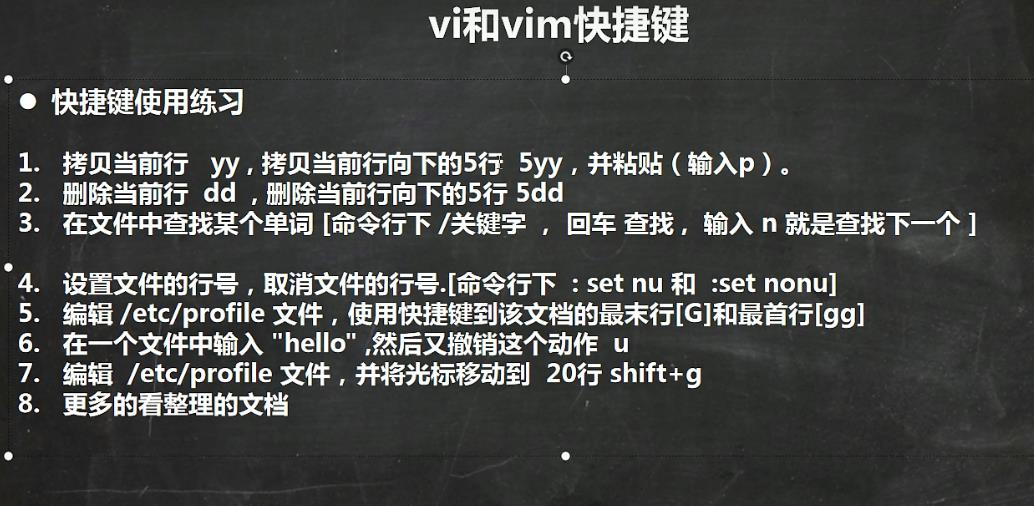 vi和vim快捷键
● 快捷键使用练习
1. 拷贝当前行 yy , 拷贝当前行向下的5行 5yy，并粘贴（输入p）。
2. 删除当前行 dd , 删除当前行向下的5行 5dd
3. 在文件中查找某个单词 [命令行下 /关键字 ， 回车 查找 , 输入 n 就是查找下一个 ]
4. 设置文件的行号，取消文件的行号.[命令行下 : set nu 和 :set nonu]
5. 编辑 /etc/profile 文件，使用快捷键到该文档的最末行[G]和最首行[gg]
6. 在一个文件中输入 "hello" ,然后又撤销这个动作 u
7. 编辑 /etc/profile 文件，并将光标移动到 20行 shift+g
8. 更多的看整理的文档